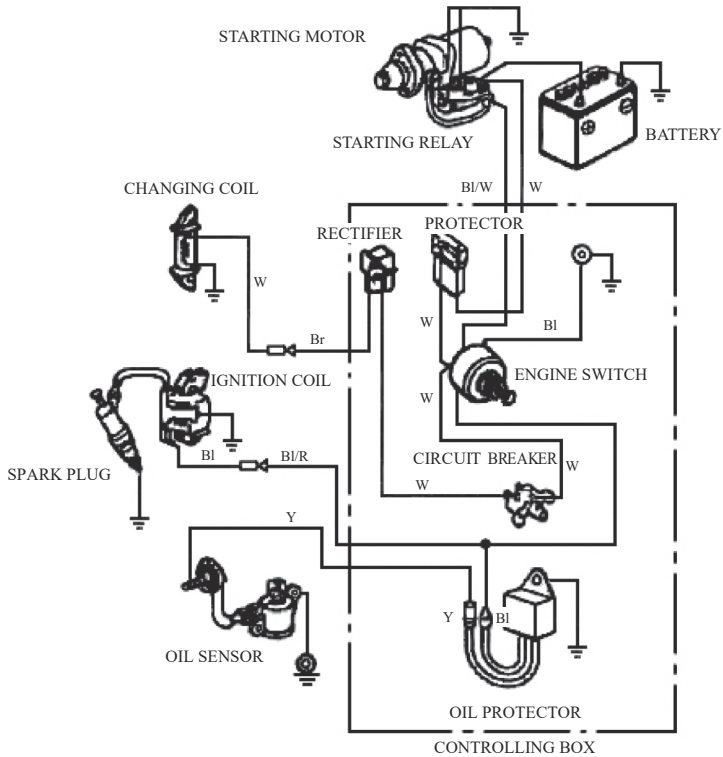 STARTING MOTOR
STARTING RELAY
BATTERY
Bl/W
W
CHANGING COIL
PROTECTOR
RECTIFIER
W
Br
W
Bl
IGNITION COIL
ENGINE SWITCH
W
SPARK PLUG
Bl
Bl/R
CIRCUIT BREAKER
W
W
Y
Y
Bl
OIL SENSOR
OIL PROTECTOR
CONTROLLING BOX